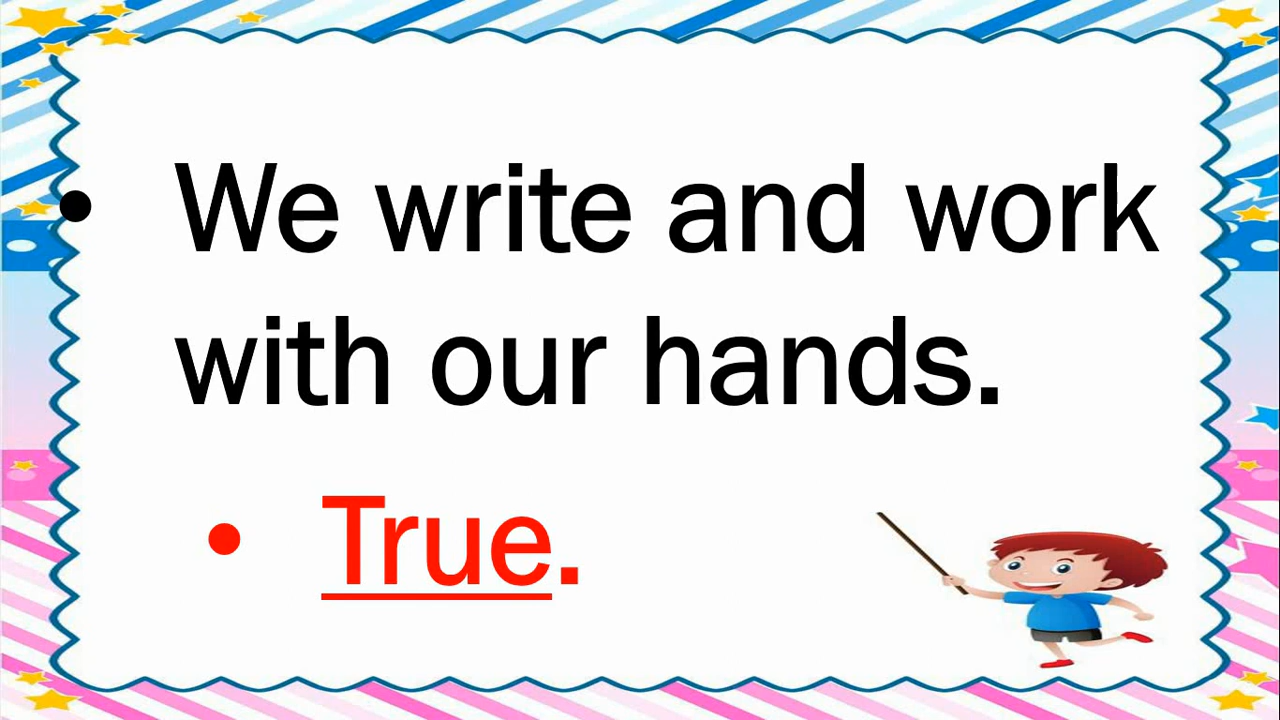 • We write and work
with our hands.
• True.